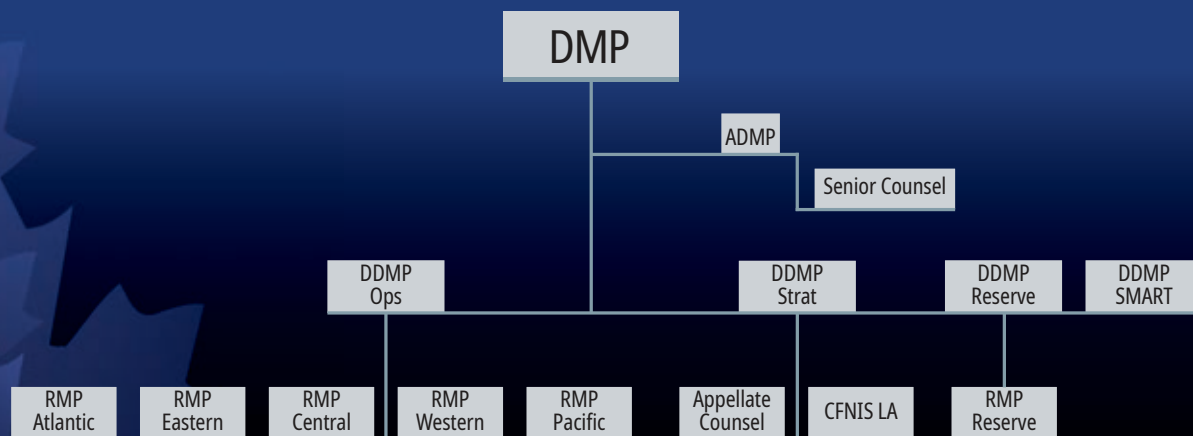 DMP
ADMP
Senior Counsel
DDMP
Ops
DDMP
Strat
DDMP
Reserve
DDMP
SMART
RMP
Atlantic
RMP
Eastern
RMP
Central
RMP
Western
RMP
Pacific
Appellate
Counsel
CFNIS LA
RMP
Reserve